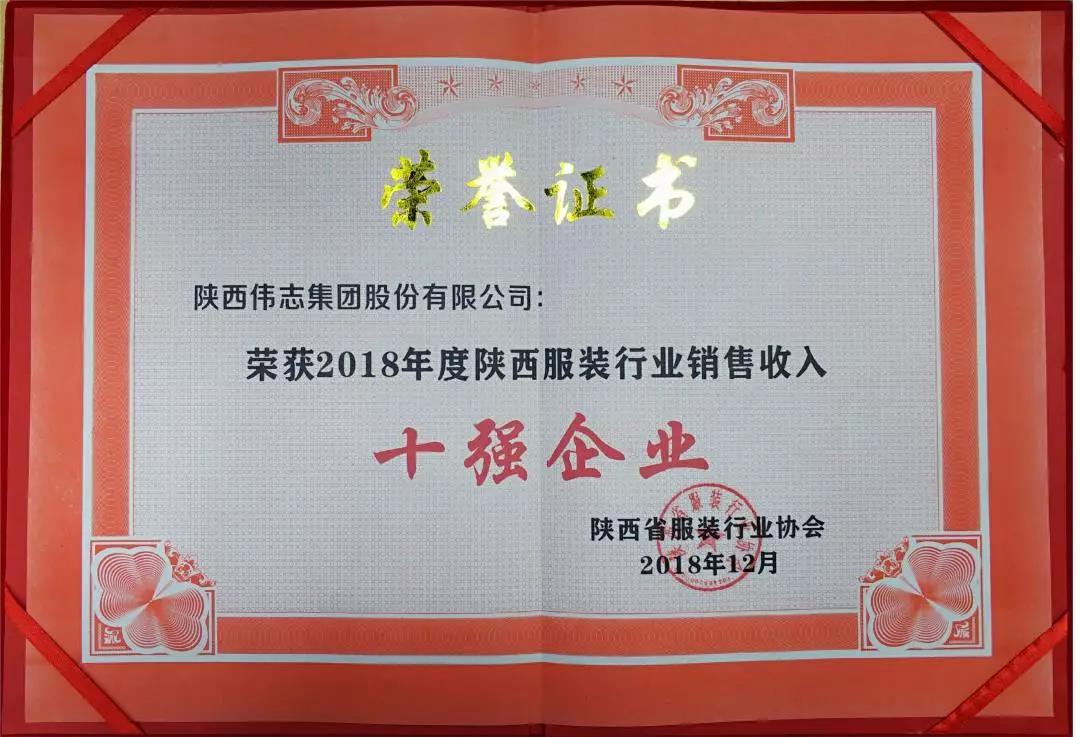 荣誉证书
陕西伟志集团股份有限公司：
荣获2018年度陕西服装行业销售收入
十强企业
陕西省服装行业协会
2018年12月